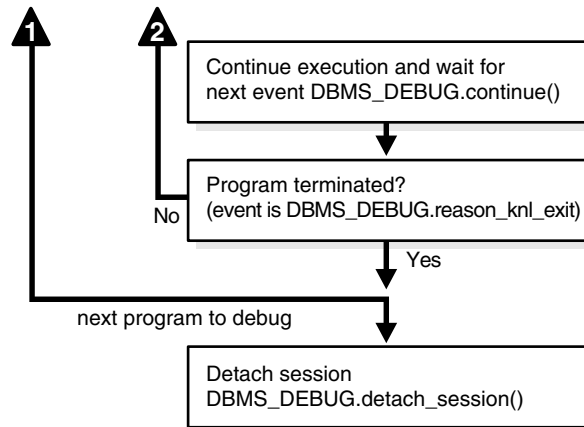 1
2
Continue execution and wait for
next event DBMS_DEBUG.continue()
Program terminated?
(event is DBMS_DEBUG.reason_knl_exit)
No
Yes
next program to debug
Detach session
DBMS_DEBUG.detach_session()